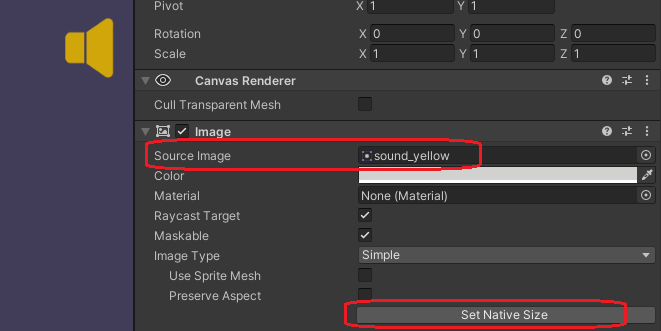 Pivot X 1 Y 1
Rotation X 0 Y 0 Z 0
Scale X 1 Y 1 Z 1
Canvas Renderer
Cull Transparent Mesh
Image
Source Image sound_yellow
Color
Material None (Material)
Raycast Target
Maskable
Image Type Simple
Use Sprite Mesh
Preserve Aspect
Set Native Size